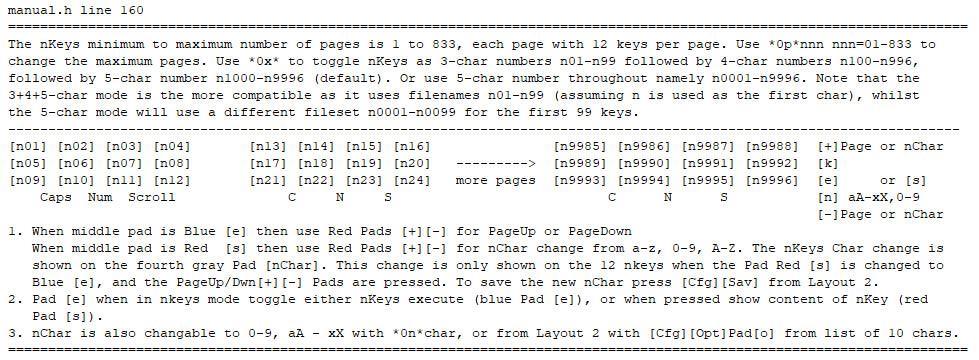 manual.h line 160
================================================================================================================
The nKeys minimum to maximum number of pages is 1 to 833, each page with 12 keys per page. Use *0p*nnn nnn=01-833 to
change the maximum pages. Use *0x* to toggle nKeys as 3-char numbers n01-n99 followed by 4-char numbers n100-n996,
followed by 5-char number n1000-n9996 (default). Or use 5-char number throughout namely n0001-n9996. Note that the
3+4+5-char mode is the more compatible as it uses filenames n01-n99 (assuming n is used as the first char), whilst
the 5-char mode will use a different fileset n0001-n0099 for the first 99 keys.
----------------------------------------------------------------------------------------------------------------
[n01] [n02] [n03] [n04]       [n13] [n14] [n15] [n16]               [n9985] [n9986] [n9987] [n9988]  [+]Page or nChar
[n05] [n06] [n07] [n08]       [n17] [n18] [n19] [n20]   --------->  [n9989] [n9990] [n9991] [n9992]  [k]
[n09] [n10] [n11] [n12]       [n21] [n22] [n23] [n24]   more pages  [n9993] [n9994] [n9995] [n9996]  [e]     or [s]
    Caps  Num  Scroll              C     N     S                           C      N      S           [n] aA-xX,0-9
                                                                                                     [-]Page or nChar
1. When middle pad is Blue [e] then use Red Pads [+][-] for PageUp or PageDown
   When middle pad is Red  [s] then use Red Pads [+][-] for nChar change from a-z, 0-9, A-Z. The nKeys Char change is
   shown on the fourth gray Pad [nChar]. This change is only shown on the 12 nkeys when the Pad Red [s] is changed to
   Blue [e], and the PageUp/Dwn[+][-] Pads are pressed. To save the new nChar press [Cfg][Sav] from Layout 2.
2. Pad [e] when in nkeys mode toggle either nKeys execute (blue Pad [e]), or when pressed show content of nKey (red
   Pad [s]).
3. nChar is also changable to 0-9, aA - xX with *0n*char, or from Layout 2 with [Cfg][Opt]Pad[o] from list of 10 chars.
================================================================================================================